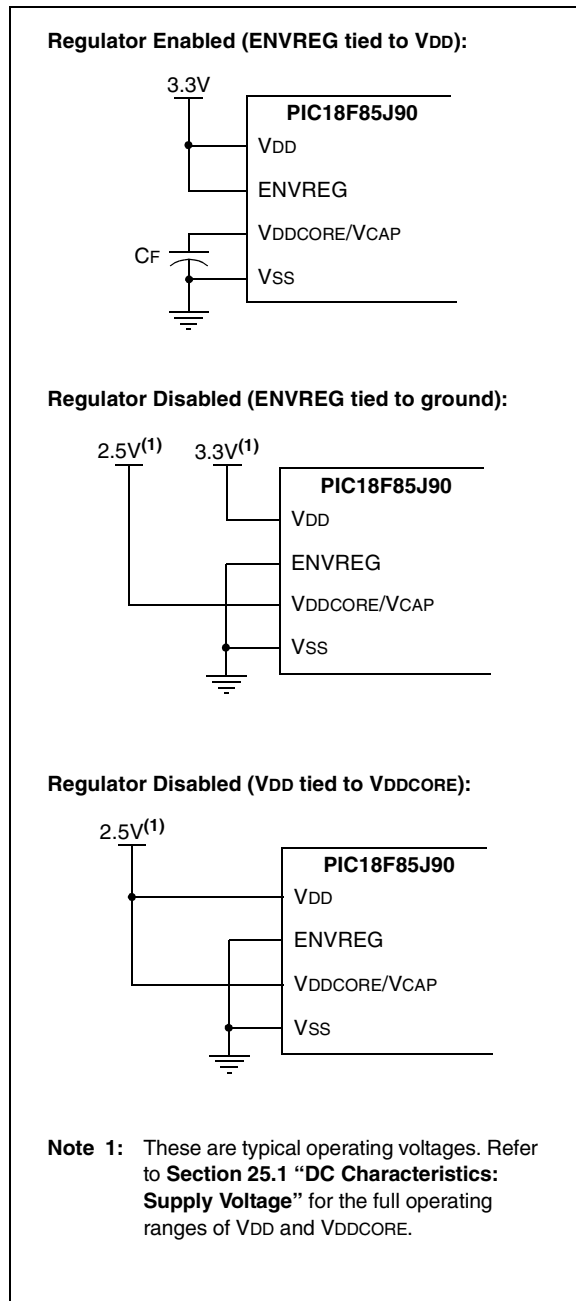 Regulator Enabled (ENVREG tied to VDD):
3.3V
PIC18F85J90
VDD
ENVREG
VDDCORE/VCAP
CF
VSS
Regulator Disabled (ENVREG tied to ground):
2.5V(1) 3.3V(1)
PIC18F85J90
VDD
ENVREG
VDDCORE/VCAP
VSS
Regulator Disabled (VDD tied to VDDCORE):
2.5V(1)
PIC18F85J90
VDD
ENVREG
VDDCORE/VCAP
VSS
Note 1: These are typical operating voltages. Refer
to Section 25.1 “DC Characteristics:
Supply Voltage” for the full operating
ranges of VDD and VDDCORE.